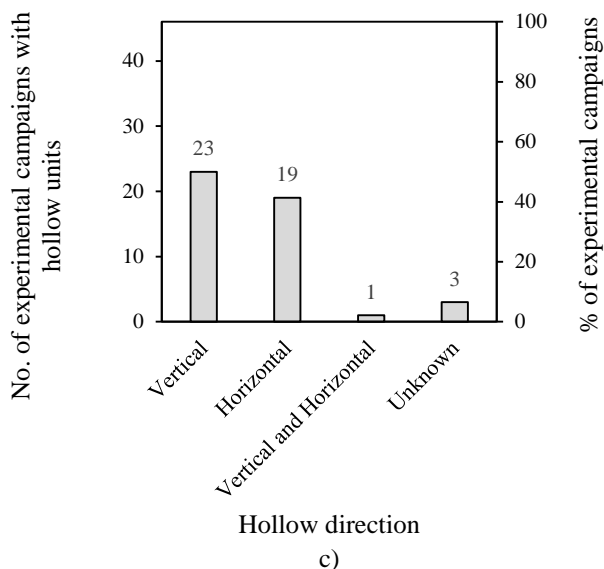 No. of experimental campaigns with
hollow units
40
30
20
10
0
23
19
1
3
100
80
60
40
20
0
% of experimental campaigns
Vertical
Horizontal
Vertical and Horizontal
Unknown
Hollow direction
c)